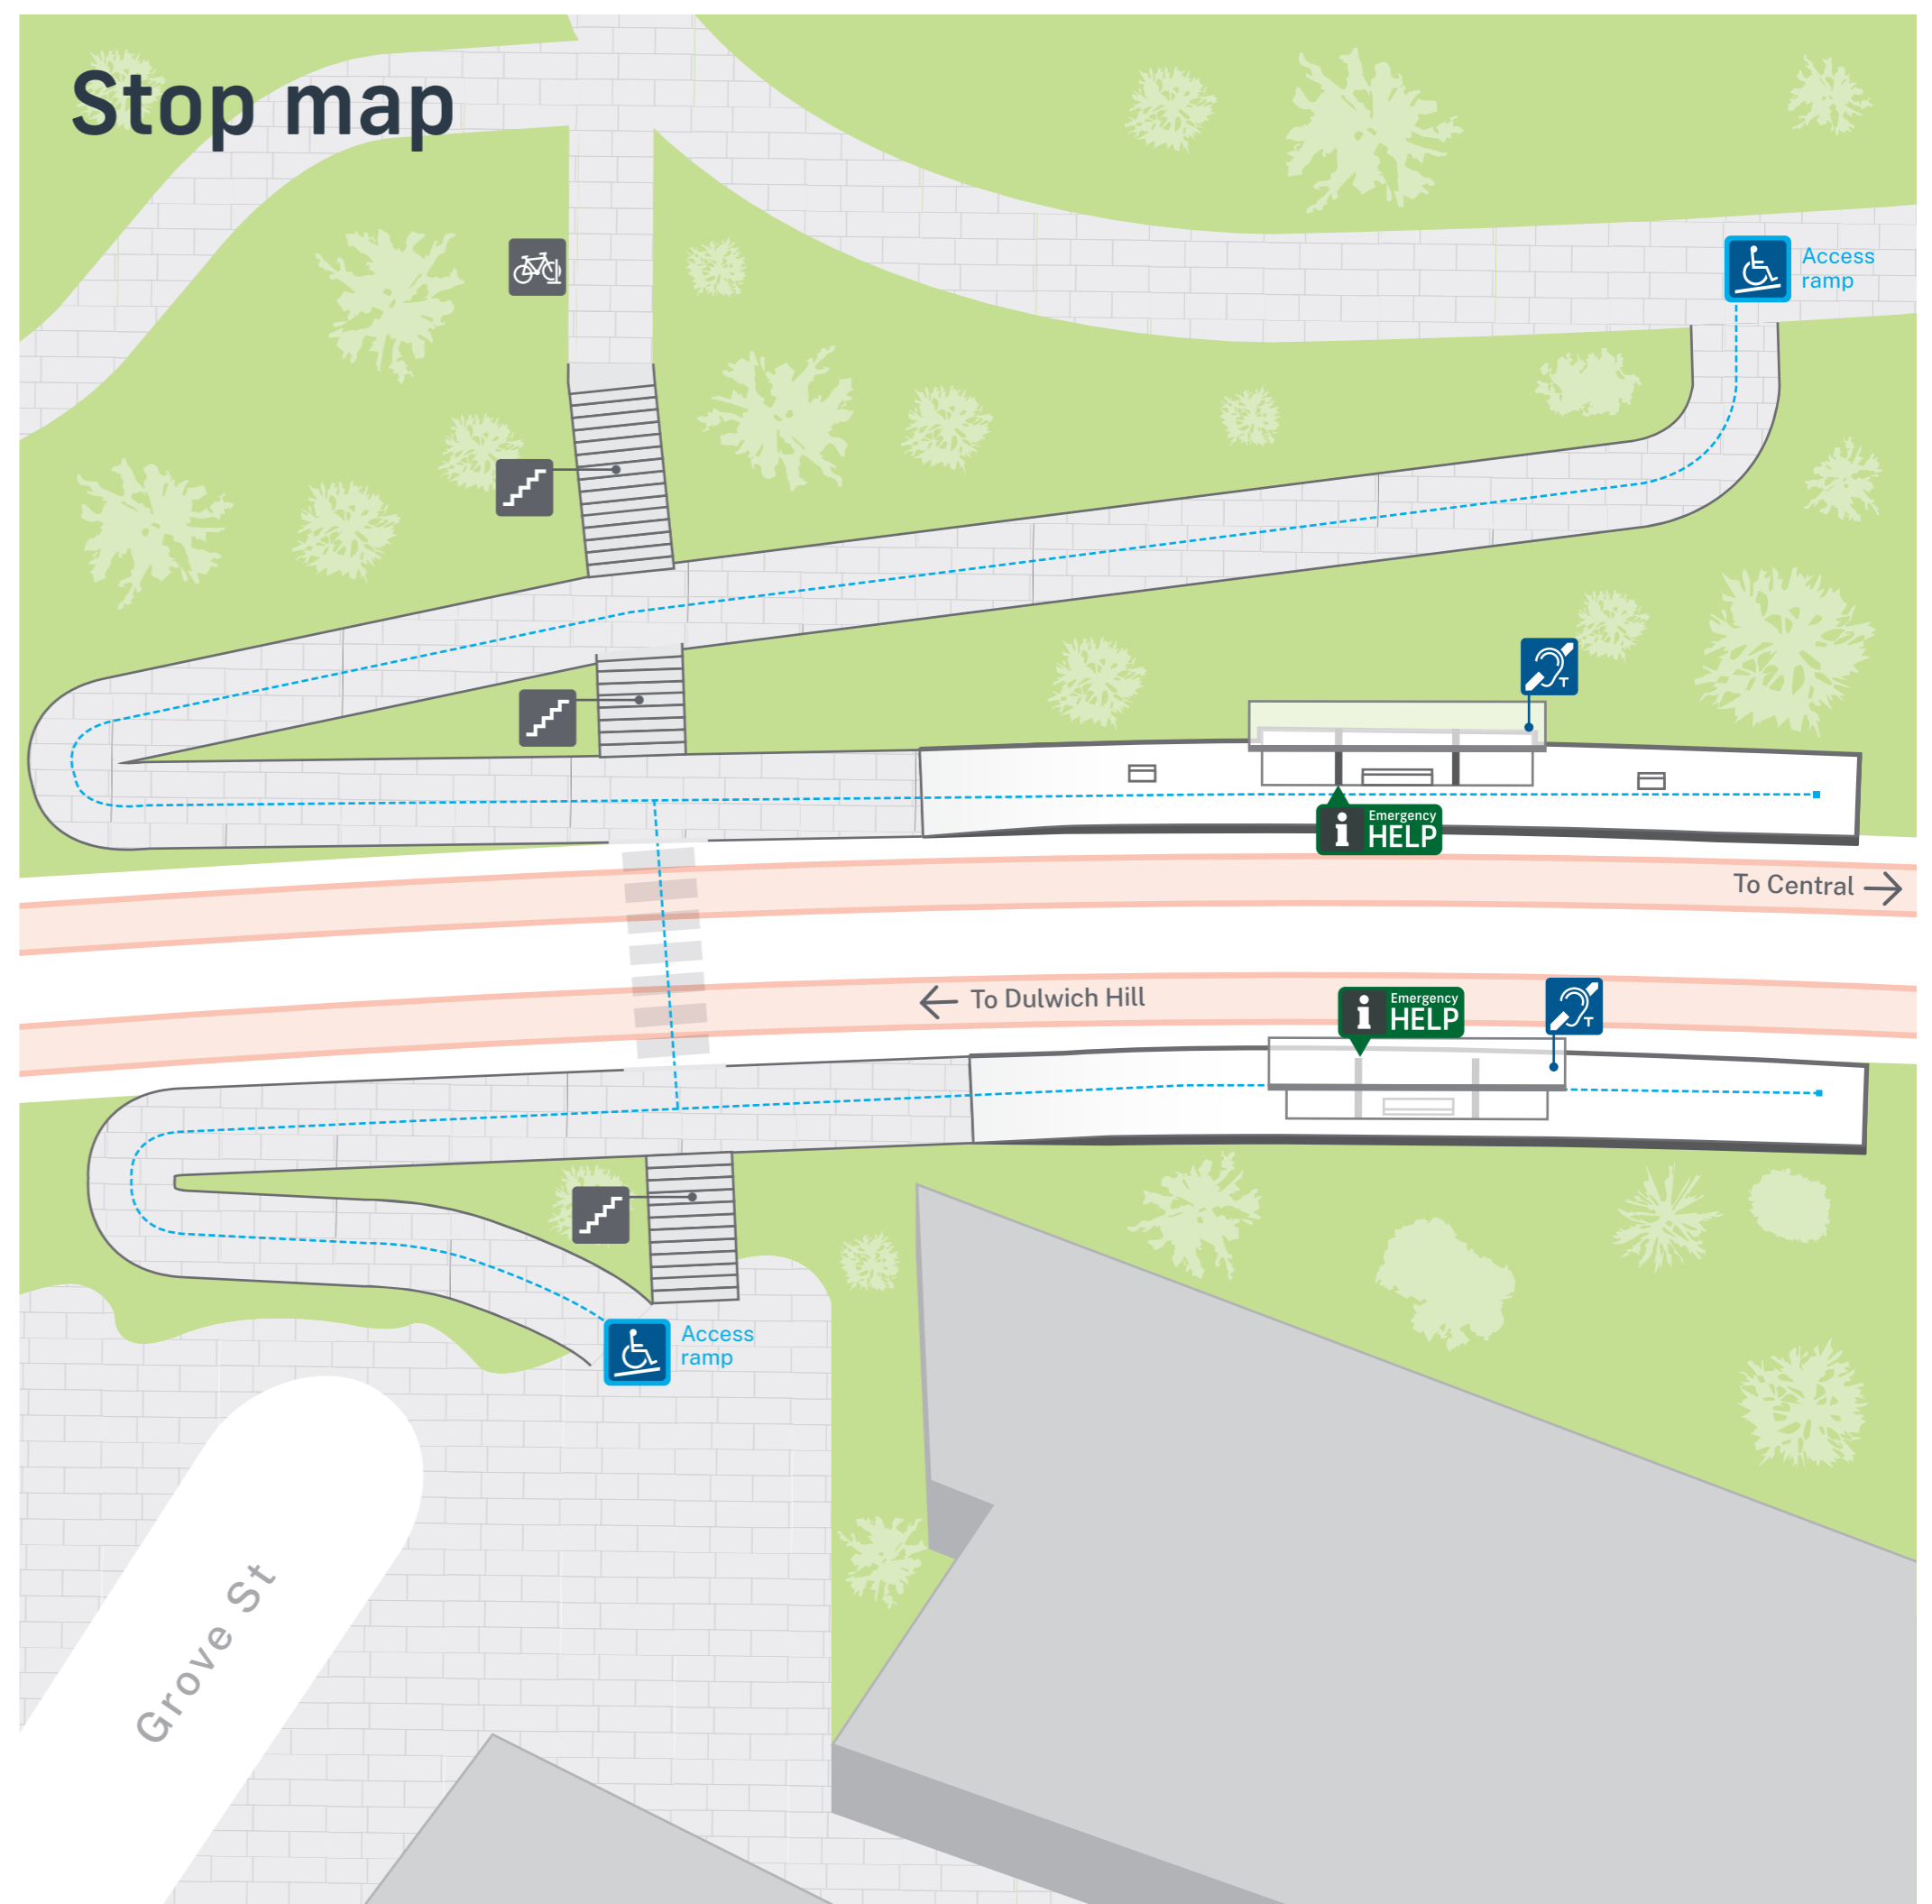 Stop map
Access
ramp
T
Emergency
i HELP
To Central
To Dulwich Hill
Emergency
i HELP
T
Access
ramp
Grove St